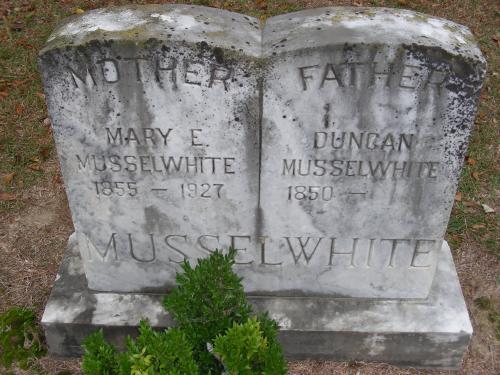 MOTHER
MARY E.
MUSSELWHITE
1855 – 1927
FATHER
DUNCAN
MUSSELWHITE
1850 –
MUSSELWHITE